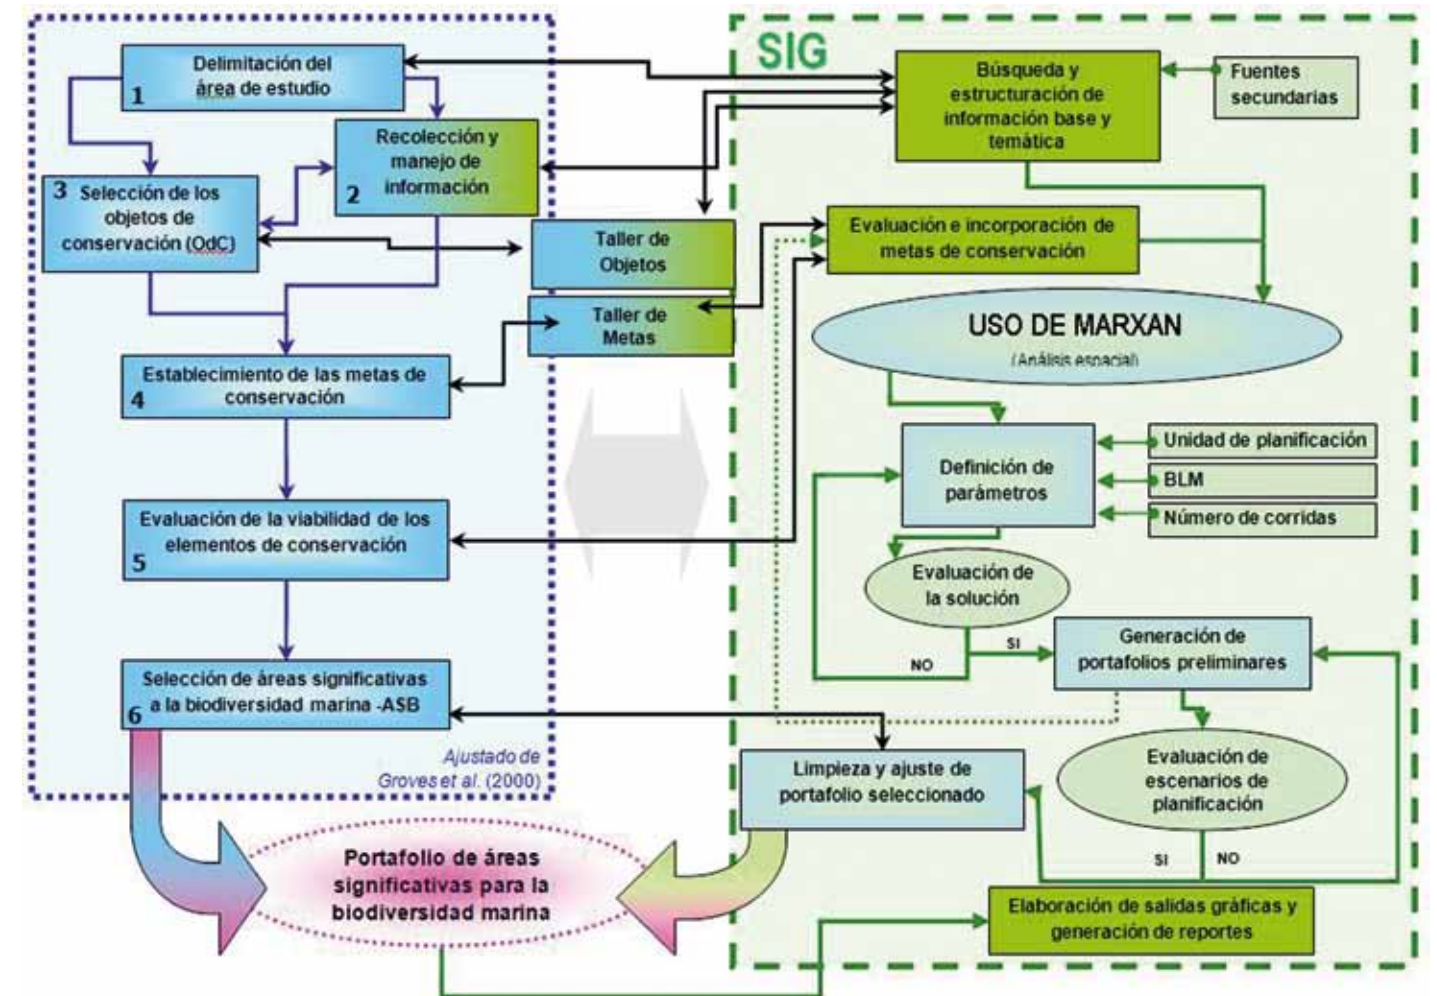 Delimitación del
área de estudio
1
Recolección y
manejo de
información
2
3
Selección de los
objetos de
conservación (OdC)
Taller de
Objetos
Taller de
Metas
Establecimiento de las metas de
conservación
4
Evaluación de la viabilidad de los
elementos de conservación
5
Selección de áreas significativas
a la biodiversidad marina -ASB
6
Ajustado de
Groves et al. (2000)
Portafolio de áreas
significativas para la
biodiversidad marina
SIG
Búsqueda y
estructuración de
información base y
temática
Fuentes
secundarias
Evaluación e incorporación de
metas de conservación
USO DE MARXAN
(Análisis espacial)
Definición de
parámetros
Unidad de planificación
BLM
Número de corridas
Evaluación de
la solución
SI
NO
Generación de
portafolios preliminares
Evaluación de
escenarios de
planificación
Limpieza y ajuste de
portafolio seleccionado
SI
NO
Elaboración de salidas gráficas y
generación de reportes